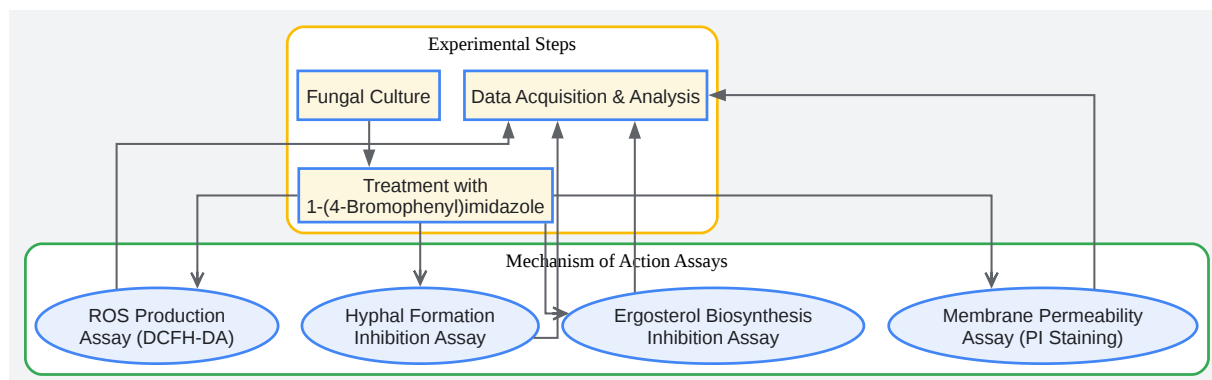 Experimental Steps
Fungal Culture
Data Acquisition & Analysis
Treatment with
1-(4-Bromophenyl)imidazole
Mechanism of Action Assays
ROS Production
Assay (DCFH-DA)
Hyphal Formation
Inhibition Assay
Ergosterol Biosynthesis
Inhibition Assay
Membrane Permeability
Assay (PI Staining)